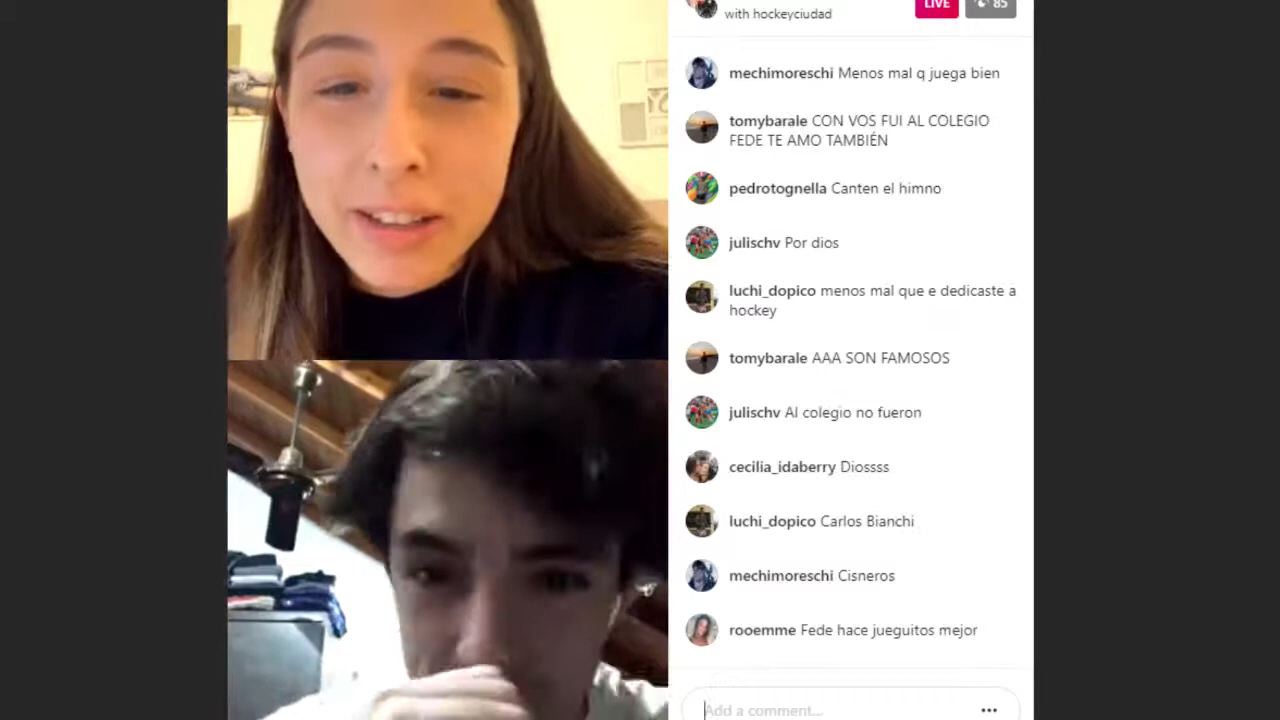 LIVE
85
with hockeyciudad
mechimoreschi Menos mal q juega bien
tomybarale CON VOS FUI AL COLEGIO
FEDE TE AMO TAMBIÉN
pedrotognella Canten el himno
julischv Por dios
luchi_dopico menos mal que e dedicaste a
hockey
tomybarale AAA SON FAMOSOS
julischv Al colegio no fueron
cecilia_idaberry Diossss
luchi_dopico Carlos Bianchi
mechimoreschi Cisneros
rooemme Fede hace jueguitos mejor
Add a comment...